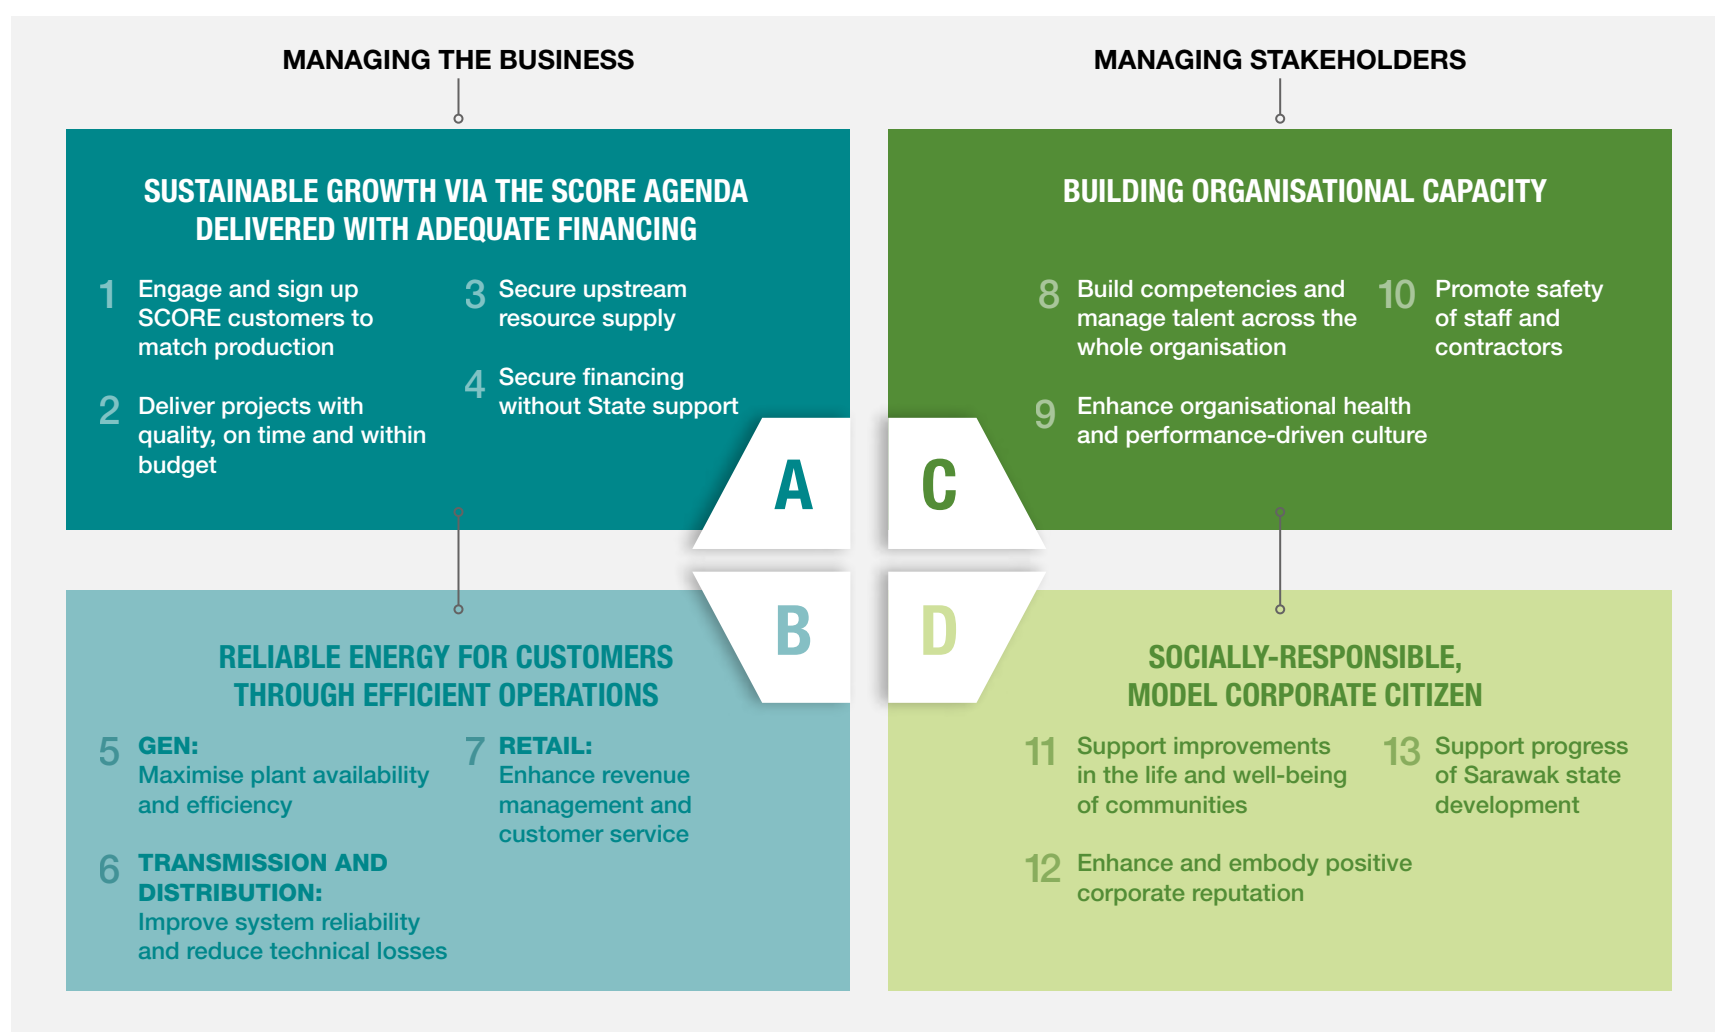 MANAGING THE BUSINESS
SUSTAINABLE GROWTH VIA THE SCORE AGENDA
DELIVERED WITH ADEQUATE FINANCING
1 Engage and sign up
SCORE customers to
match production
2 Deliver projects with
quality, on time and within
budget
3 Secure upstream
resource supply
4 Secure financing
without State support
A
RELIABLE ENERGY FOR CUSTOMERS
THROUGH EFFICIENT OPERATIONS
5 GEN:
Maximise plant availability
and efficiency
6 TRANSMISSION AND
DISTRIBUTION:
Improve system reliability
and reduce technical losses
7 RETAIL:
Enhance revenue
management and
customer service
B
MANAGING STAKEHOLDERS
BUILDING ORGANISATIONAL CAPACITY
8 Build competencies and
manage talent across the
whole organisation
9 Enhance organisational health
and performance-driven culture
10 Promote safety
of staff and
contractors
C
SOCIALLY-RESPONSIBLE,
MODEL CORPORATE CITIZEN
11 Support improvements
in the life and well-being
of communities
12 Enhance and embody positive
corporate reputation
13 Support progress
of Sarawak state
development
D